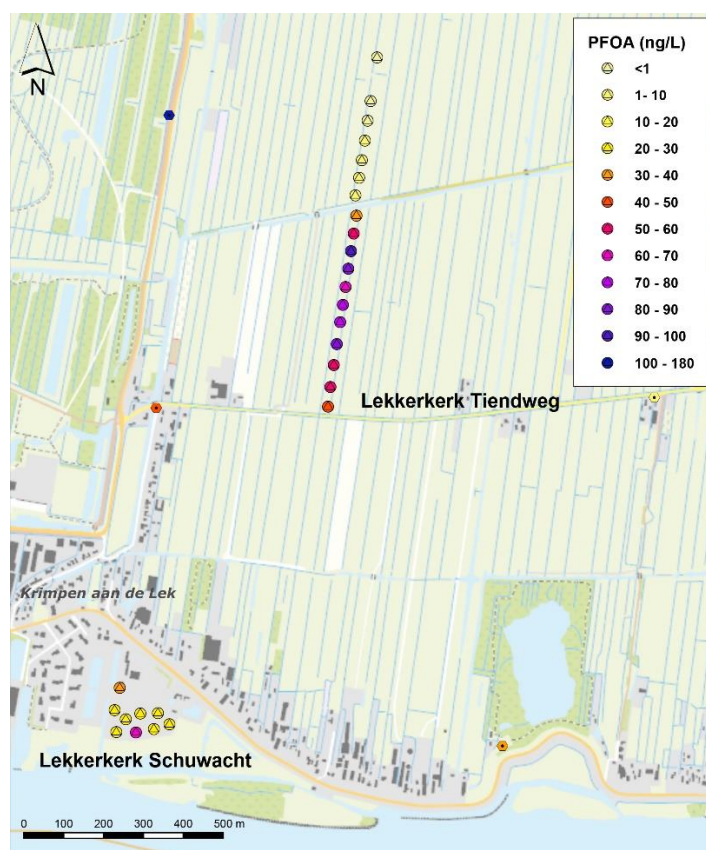 N
PFOA (ng/L)
<1
1- 10
10 - 20
20 - 30
30 - 40
40 - 50
50 - 60
60 - 70
70 - 80
80 - 90
90 - 100
100 - 180
Lekkerkerk Tiendweg
Krimpen aan de Lek
Lekkerkerk Schuwacht
0 100 200 300 400 500 m